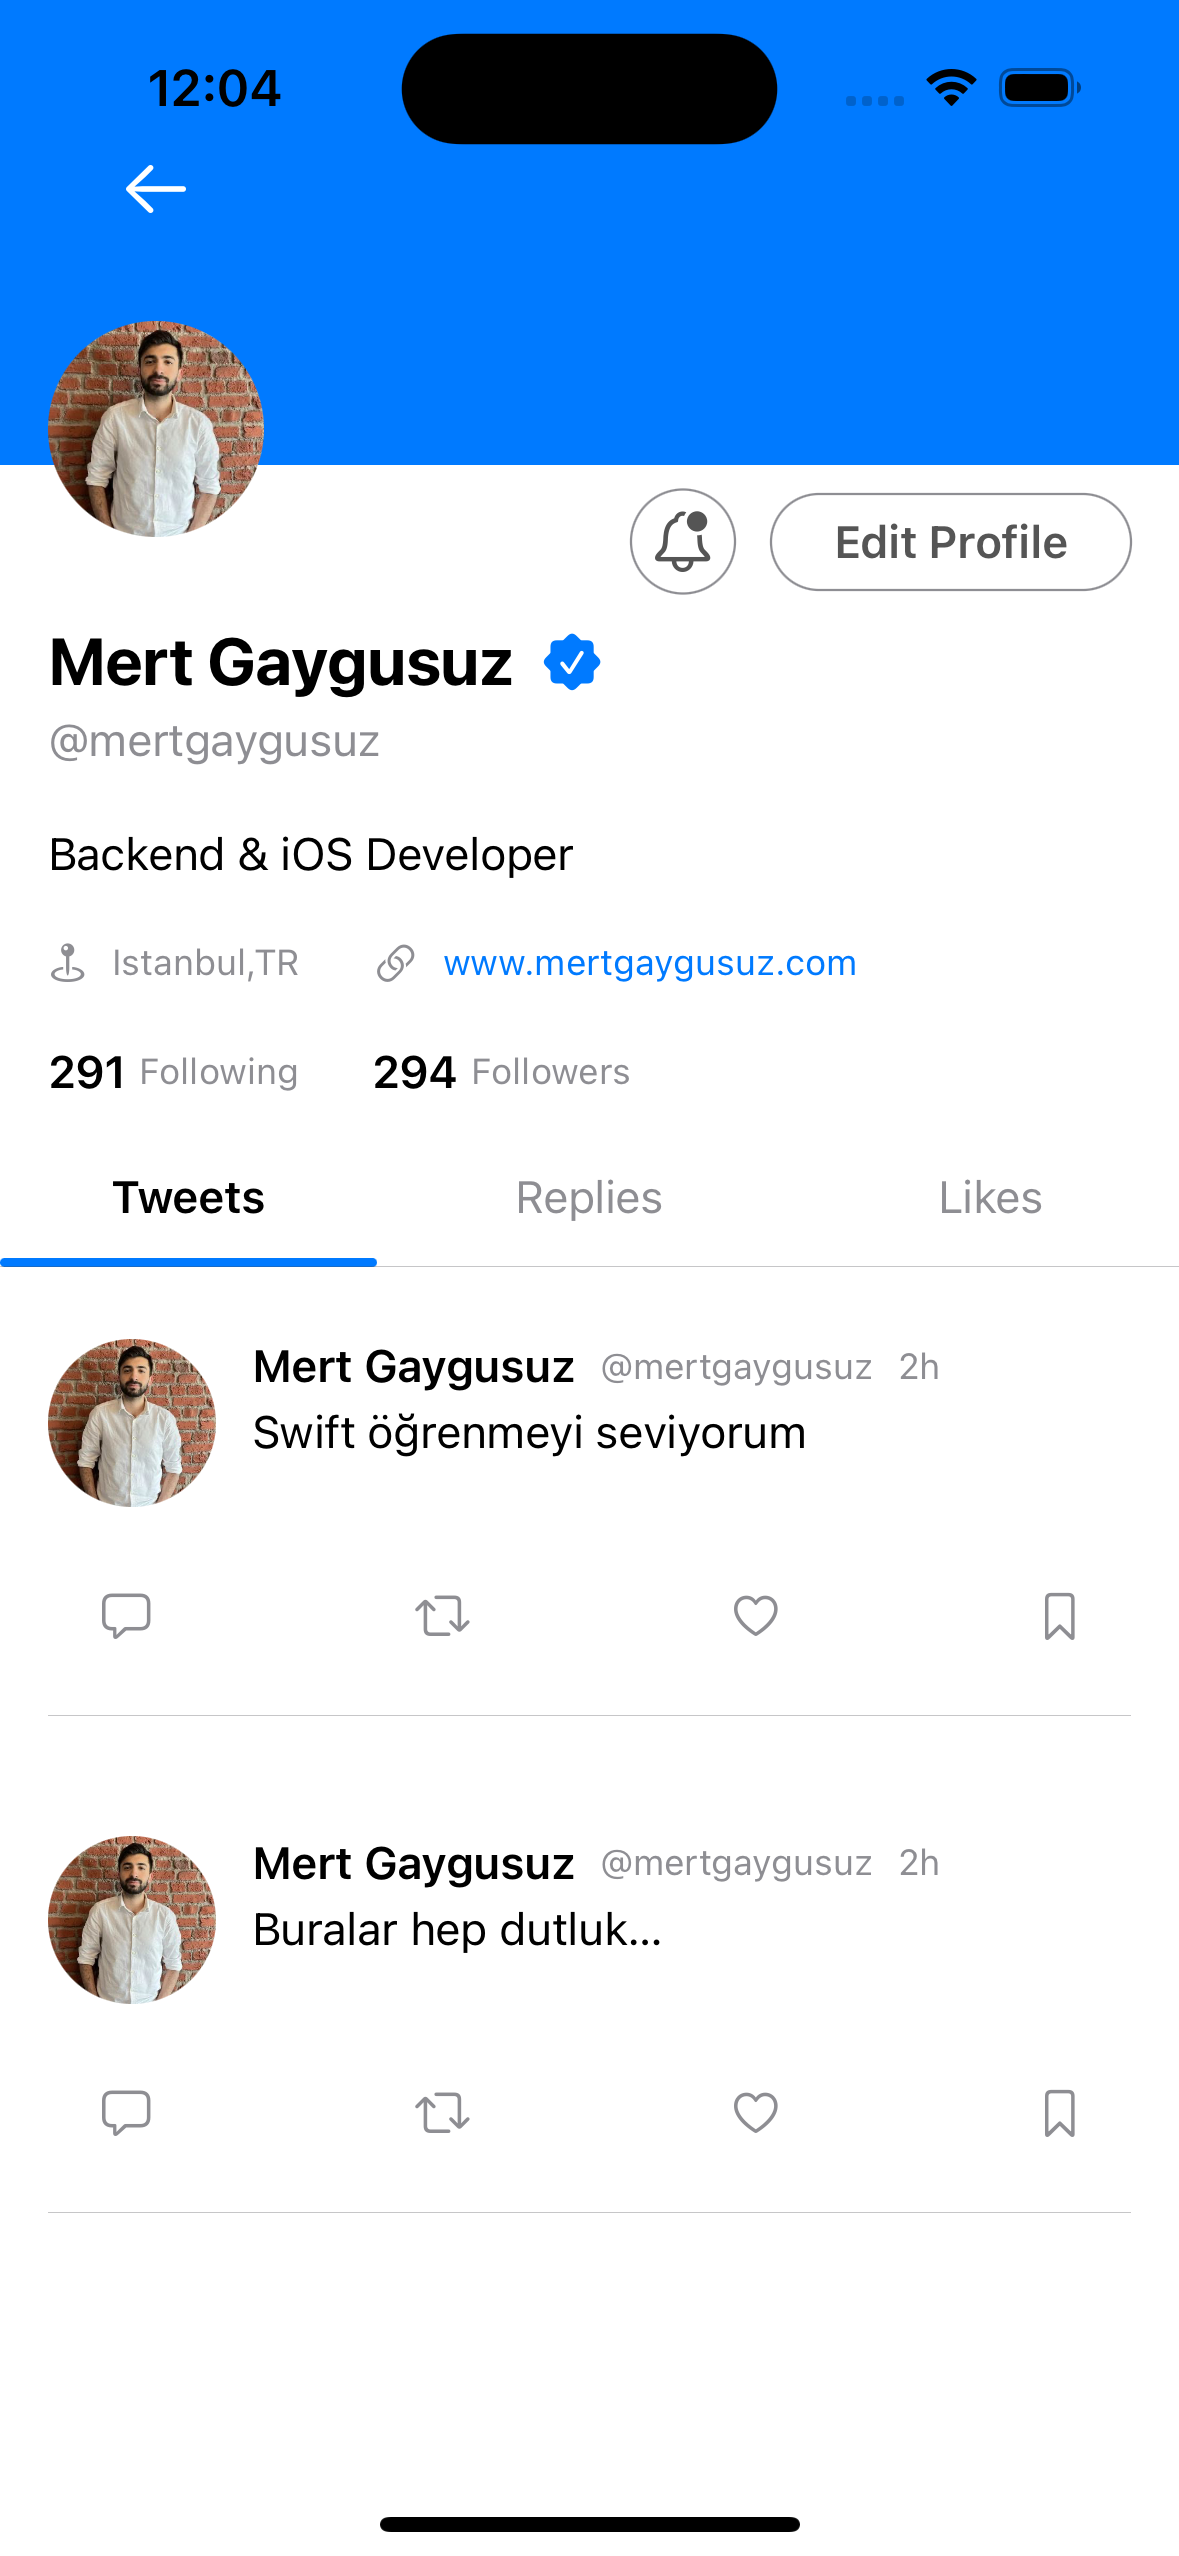 12:04
Edit Profile
Mert Gaygusuz
@mertgaygusuz
Backend & iOS Developer
Istanbul,TR www.mertgaygusuz.com
291 Following 294 Followers
Tweets Replies Likes
Mert Gaygusuz @mertgaygusuz 2h
Swift öğrenmeyi seviyorum
Mert Gaygusuz @mertgaygusuz 2h
Buralar hep dutluk...